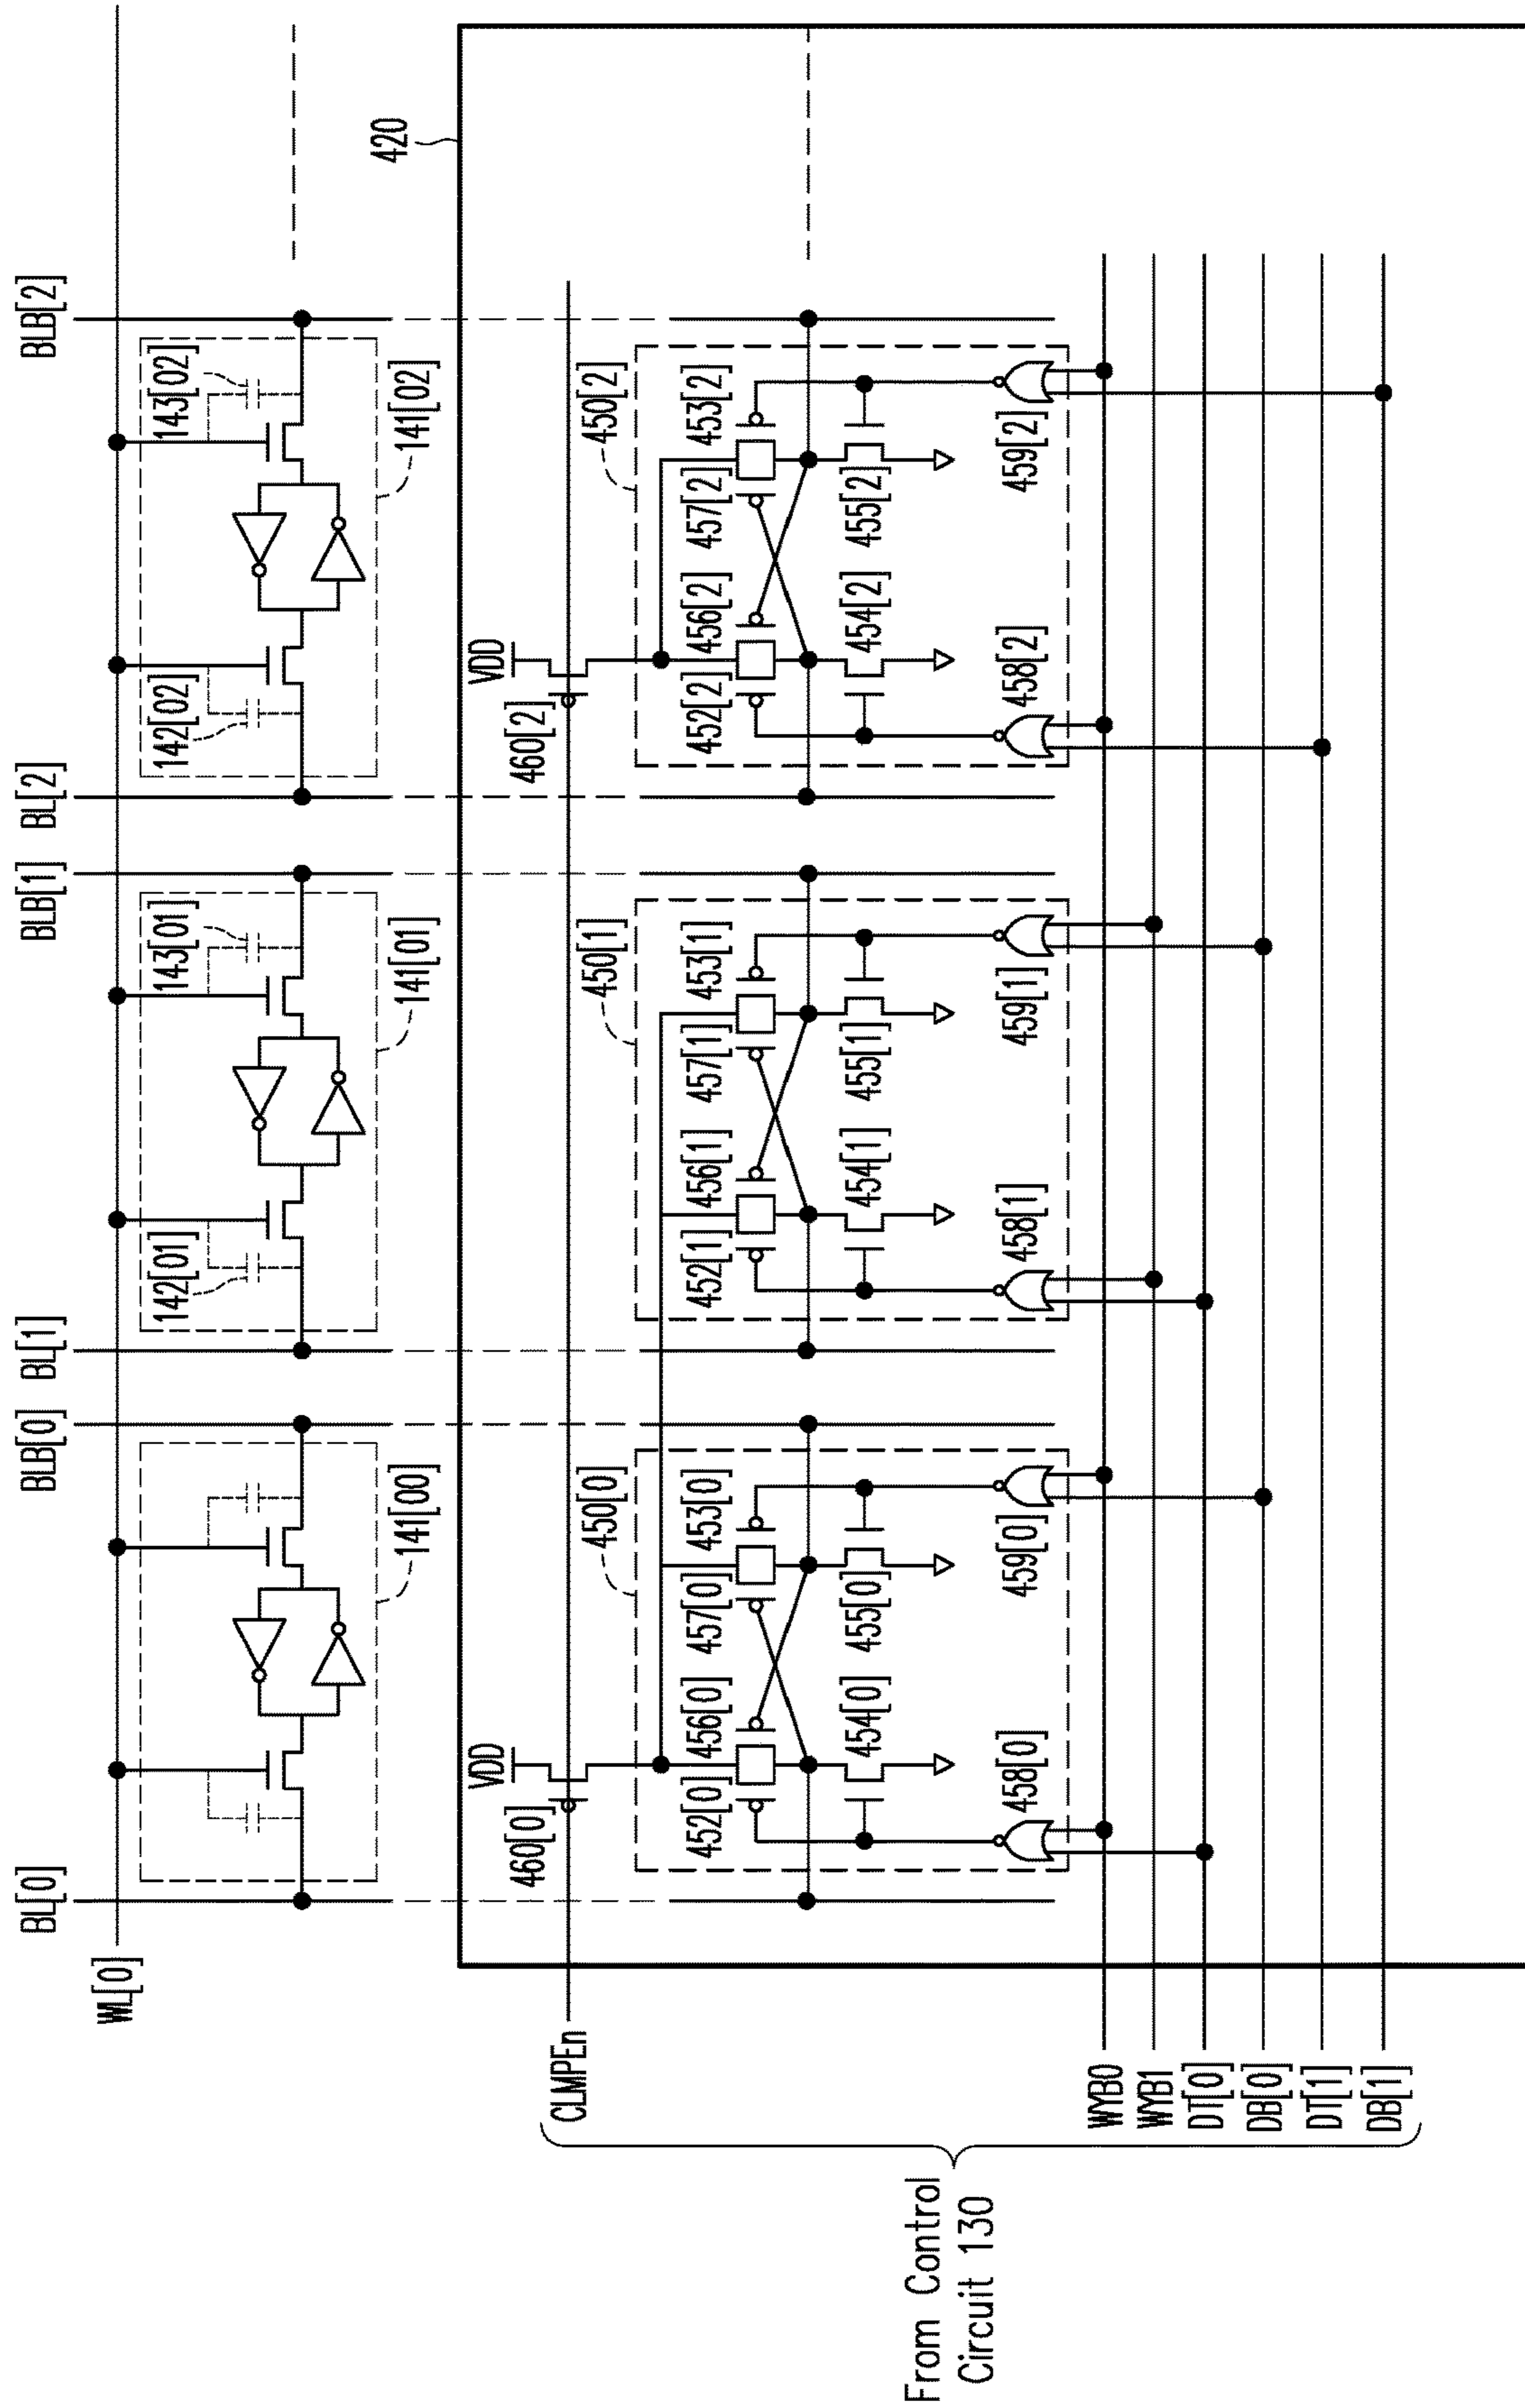 BL[0]
BLB[0]
BL[1]
BLB[1]
BL[2]
BLB[2]
WL[0]
142[01]
143[01]
142[02]
143[02]
141[00]
141[01]
141[02]
420
VDD
VDD
460[0]
460[2]
CLMPEn
450[0]
450[1]
450[2]
452[0]
456[0]
457[0]
453[0]
452[1]
456[1]
457[1]
453[1]
452[2]
456[2]
457[2]
453[2]
454[0]
455[0]
454[1]
455[1]
454[2]
455[2]
458[0]
459[0]
458[1]
459[1]
458[2]
459[2]
From Control
Circuit 130
WYB0
WYB1
DT[0]
DB[0]
DT[1]
DB[1]